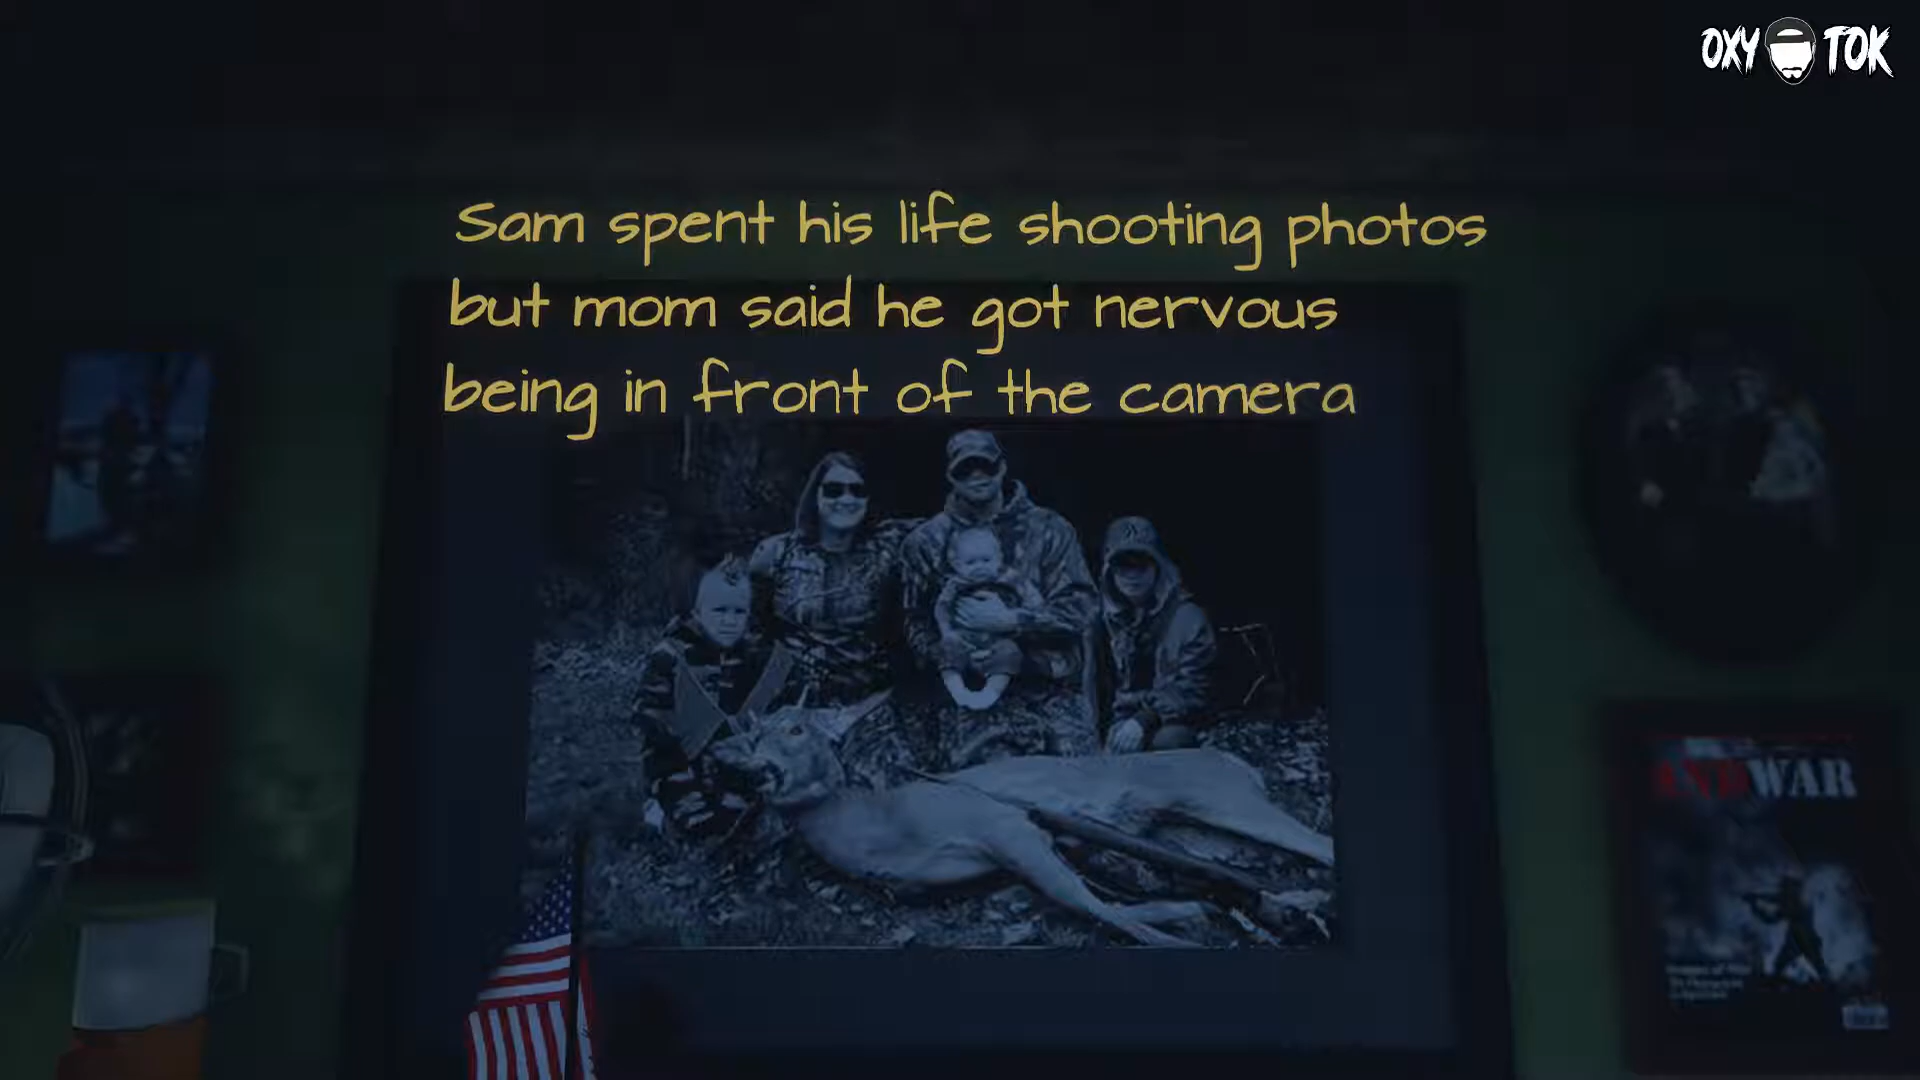 OXY TOK
Sam spent his life shooting photos
but mom said he got nervous
being in front of the camera
WAR